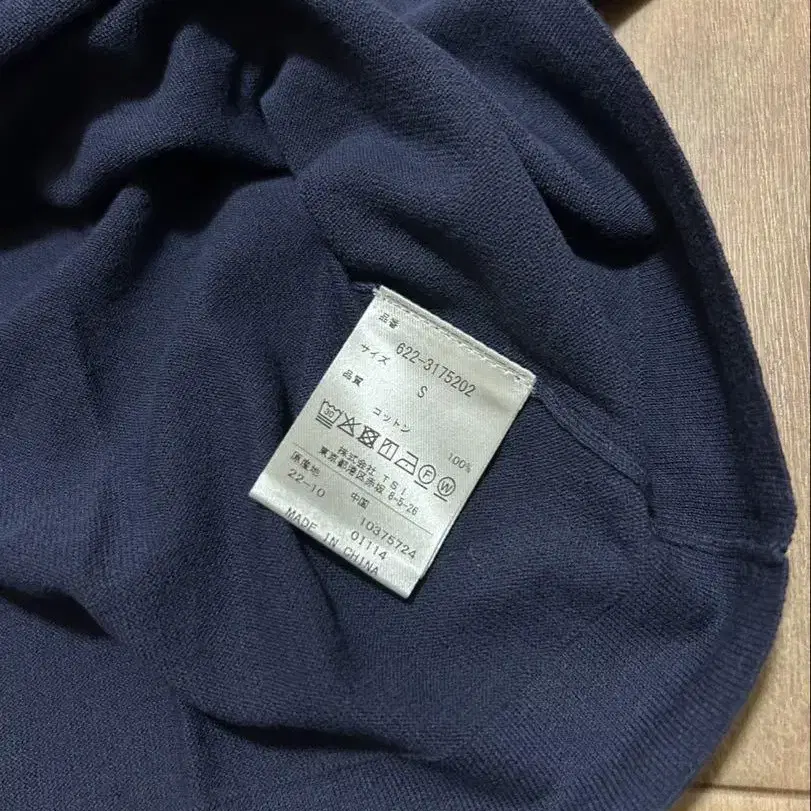 品番
622-3175202
サイズ
S
品質
コットン 100%
30
F W
株式会社 TSI
東京都港区赤坂 8-5-26
原産地 中国 10375724
22-10 01114
MADE IN CHINA